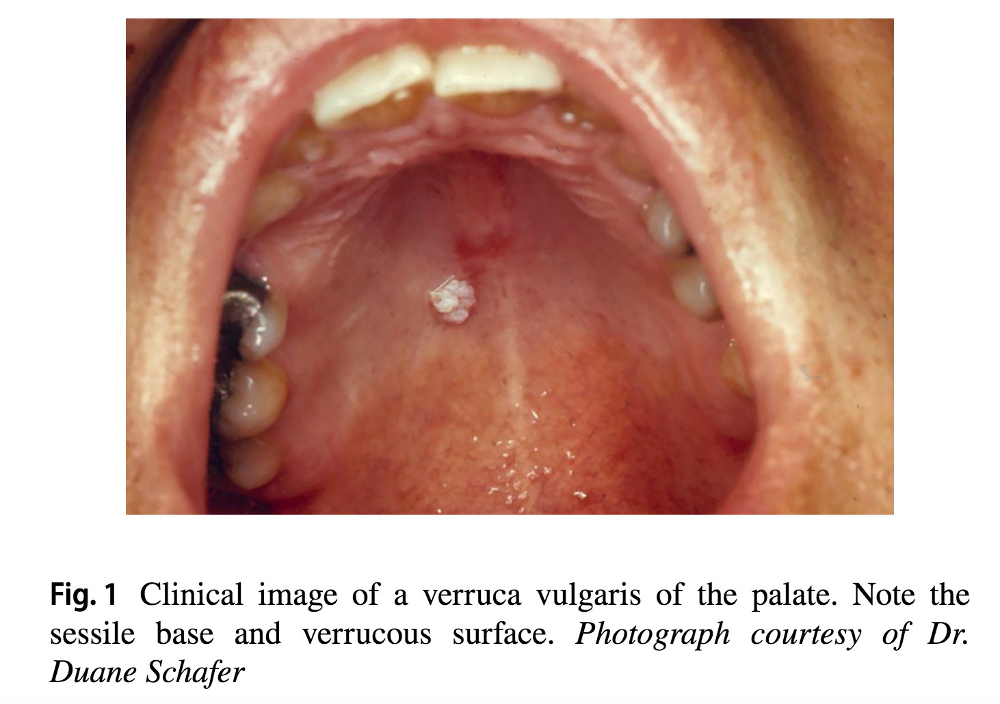 Fig. 1 Clinical image of a verruca vulgaris of the palate. Note the
sessile base and verrucous surface. Photograph courtesy of Dr.
Duane Schafer